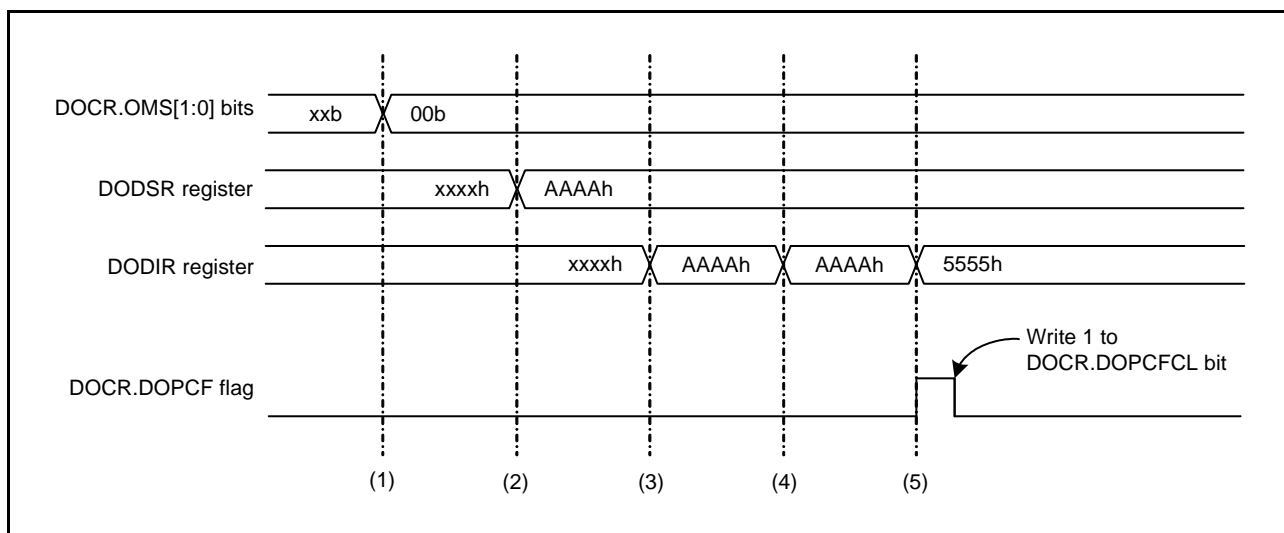 DOCR.OMS[1:0] bits
xxb
00b
DODSR register
xxxxh
AAAAh
DODIR register
xxxxh
AAAAh
AAAAh
5555h
Write 1 to
DOCR.DOPCFCL bit
DOCR.DOPCF flag
(1)
(2)
(3)
(4)
(5)